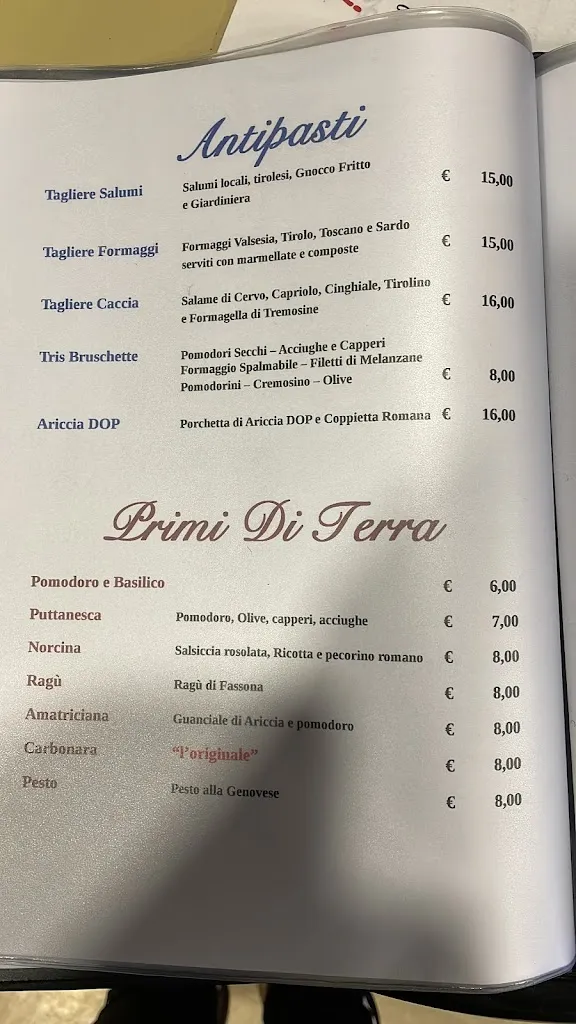 Antipasti
Tagliere Salumi Salumi locali, tirolesi, Gnocco Fritto € 15,00
e Giardiniera
Tagliere Formaggi Formaggi Valsesia, Tirolo, Toscano e Sardo € 15,00
serviti con marmellate e composte
Tagliere Caccia Salame di Cervo, Capriolo, Cinghiale, Tirolino € 16,00
e Formagella di Tremosine
Tris Bruschette Pomodori Secchi – Acciughe e Capperi
Formaggio Spalmabile – Filetti di Melanzane
Pomodorini – Cremosino – Olive € 8,00
Ariccia DOP Porchetta di Ariccia DOP e Coppietta Romana € 16,00
Primi Di Terra
Pomodoro e Basilico € 6,00
Puttanesca Pomodoro, Olive, capperi, acciughe € 7,00
Norcina Salsiccia rosolata, Ricotta e pecorino romano € 8,00
Ragù Ragù di Fassona € 8,00
Amatriciana Guanciale di Ariccia e pomodoro € 8,00
Carbonara “l’originale” € 8,00
Pesto Pesto alla Genovese € 8,00